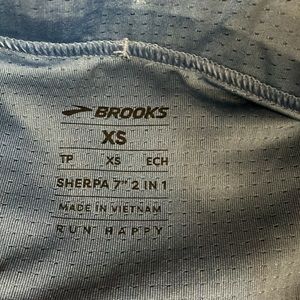 BROOKS
XS
TP XS ECH
SHERPA 7" 2 IN 1
MADE IN VIETNAM
RUN HAPPY